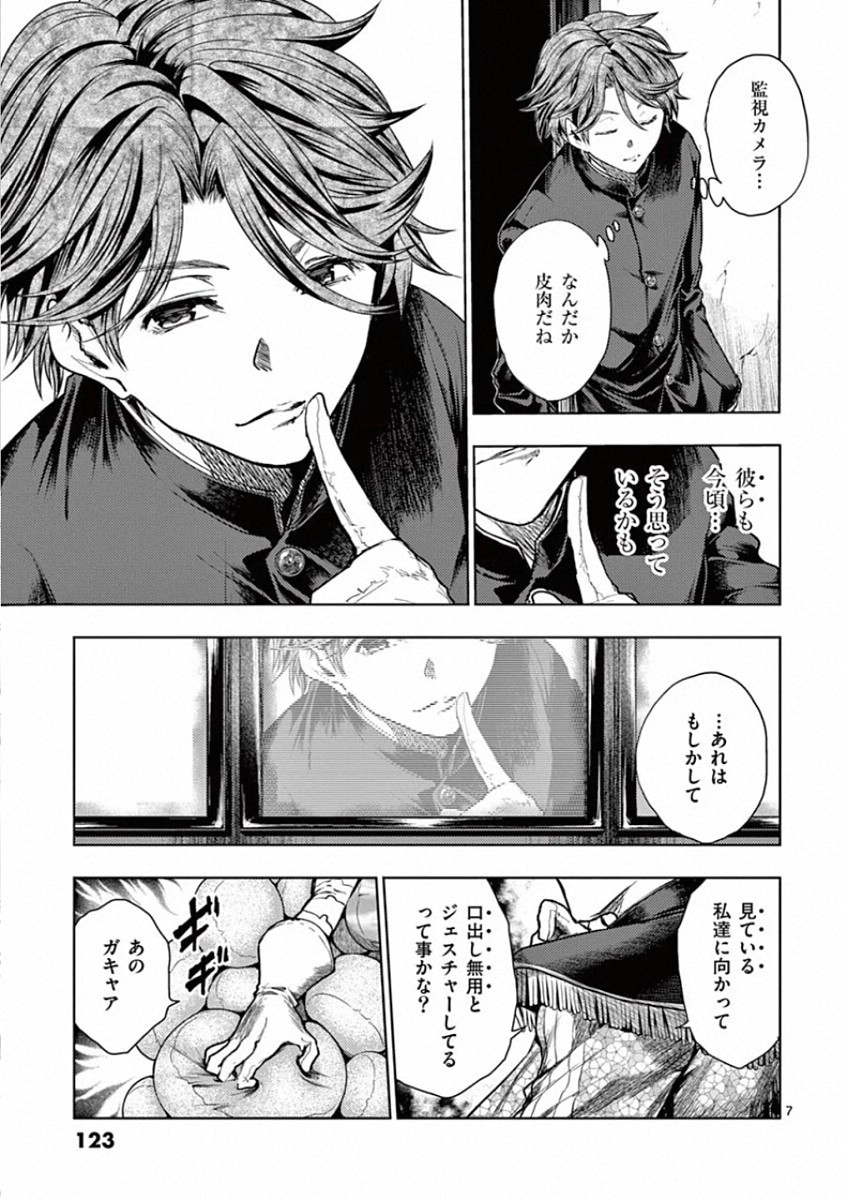 監視カメラ…
なんだか
皮肉だね
彼らも
今頃…
そう思って
いるかも
…あれは
もしかして
見ている
私達に向かって
口出し無用と
ジェスチャーしてる
って事かな?
ギギ
あの
ガキャア
7
123